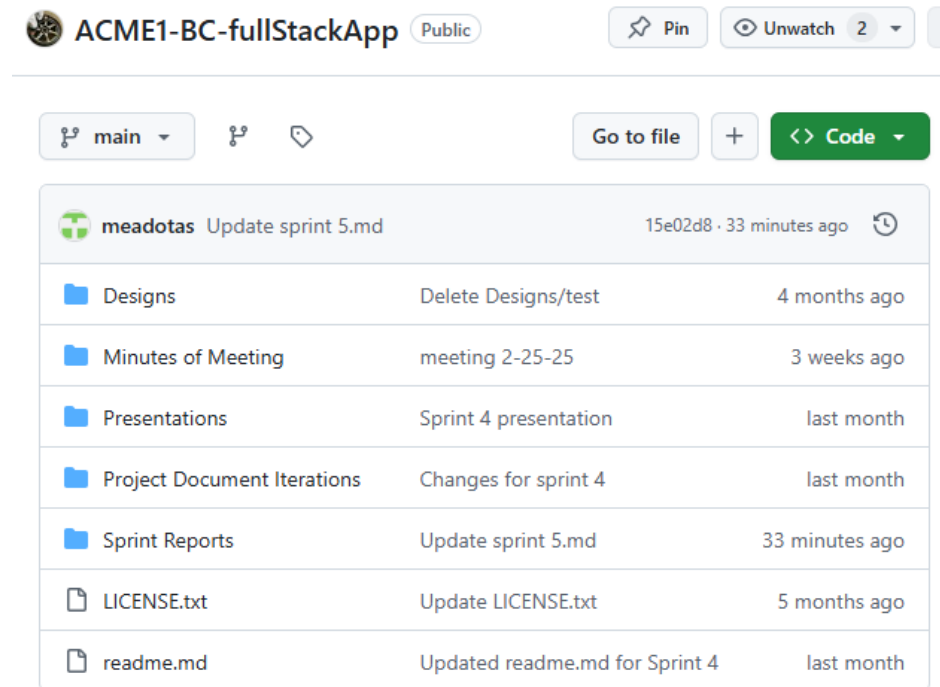 ACME1-BC-fullStackApp Public Pin Unwatch 2
main Go to file + Code
meadotas Update sprint 5.md 15e02d8 · 33 minutes ago
Designs Delete Designs/test 4 months ago
Minutes of Meeting meeting 2-25-25 3 weeks ago
Presentations Sprint 4 presentation last month
Project Document Iterations Changes for sprint 4 last month
Sprint Reports Update sprint 5.md 33 minutes ago
LICENSE.txt Update LICENSE.txt 5 months ago
readme.md Updated readme.md for Sprint 4 last month